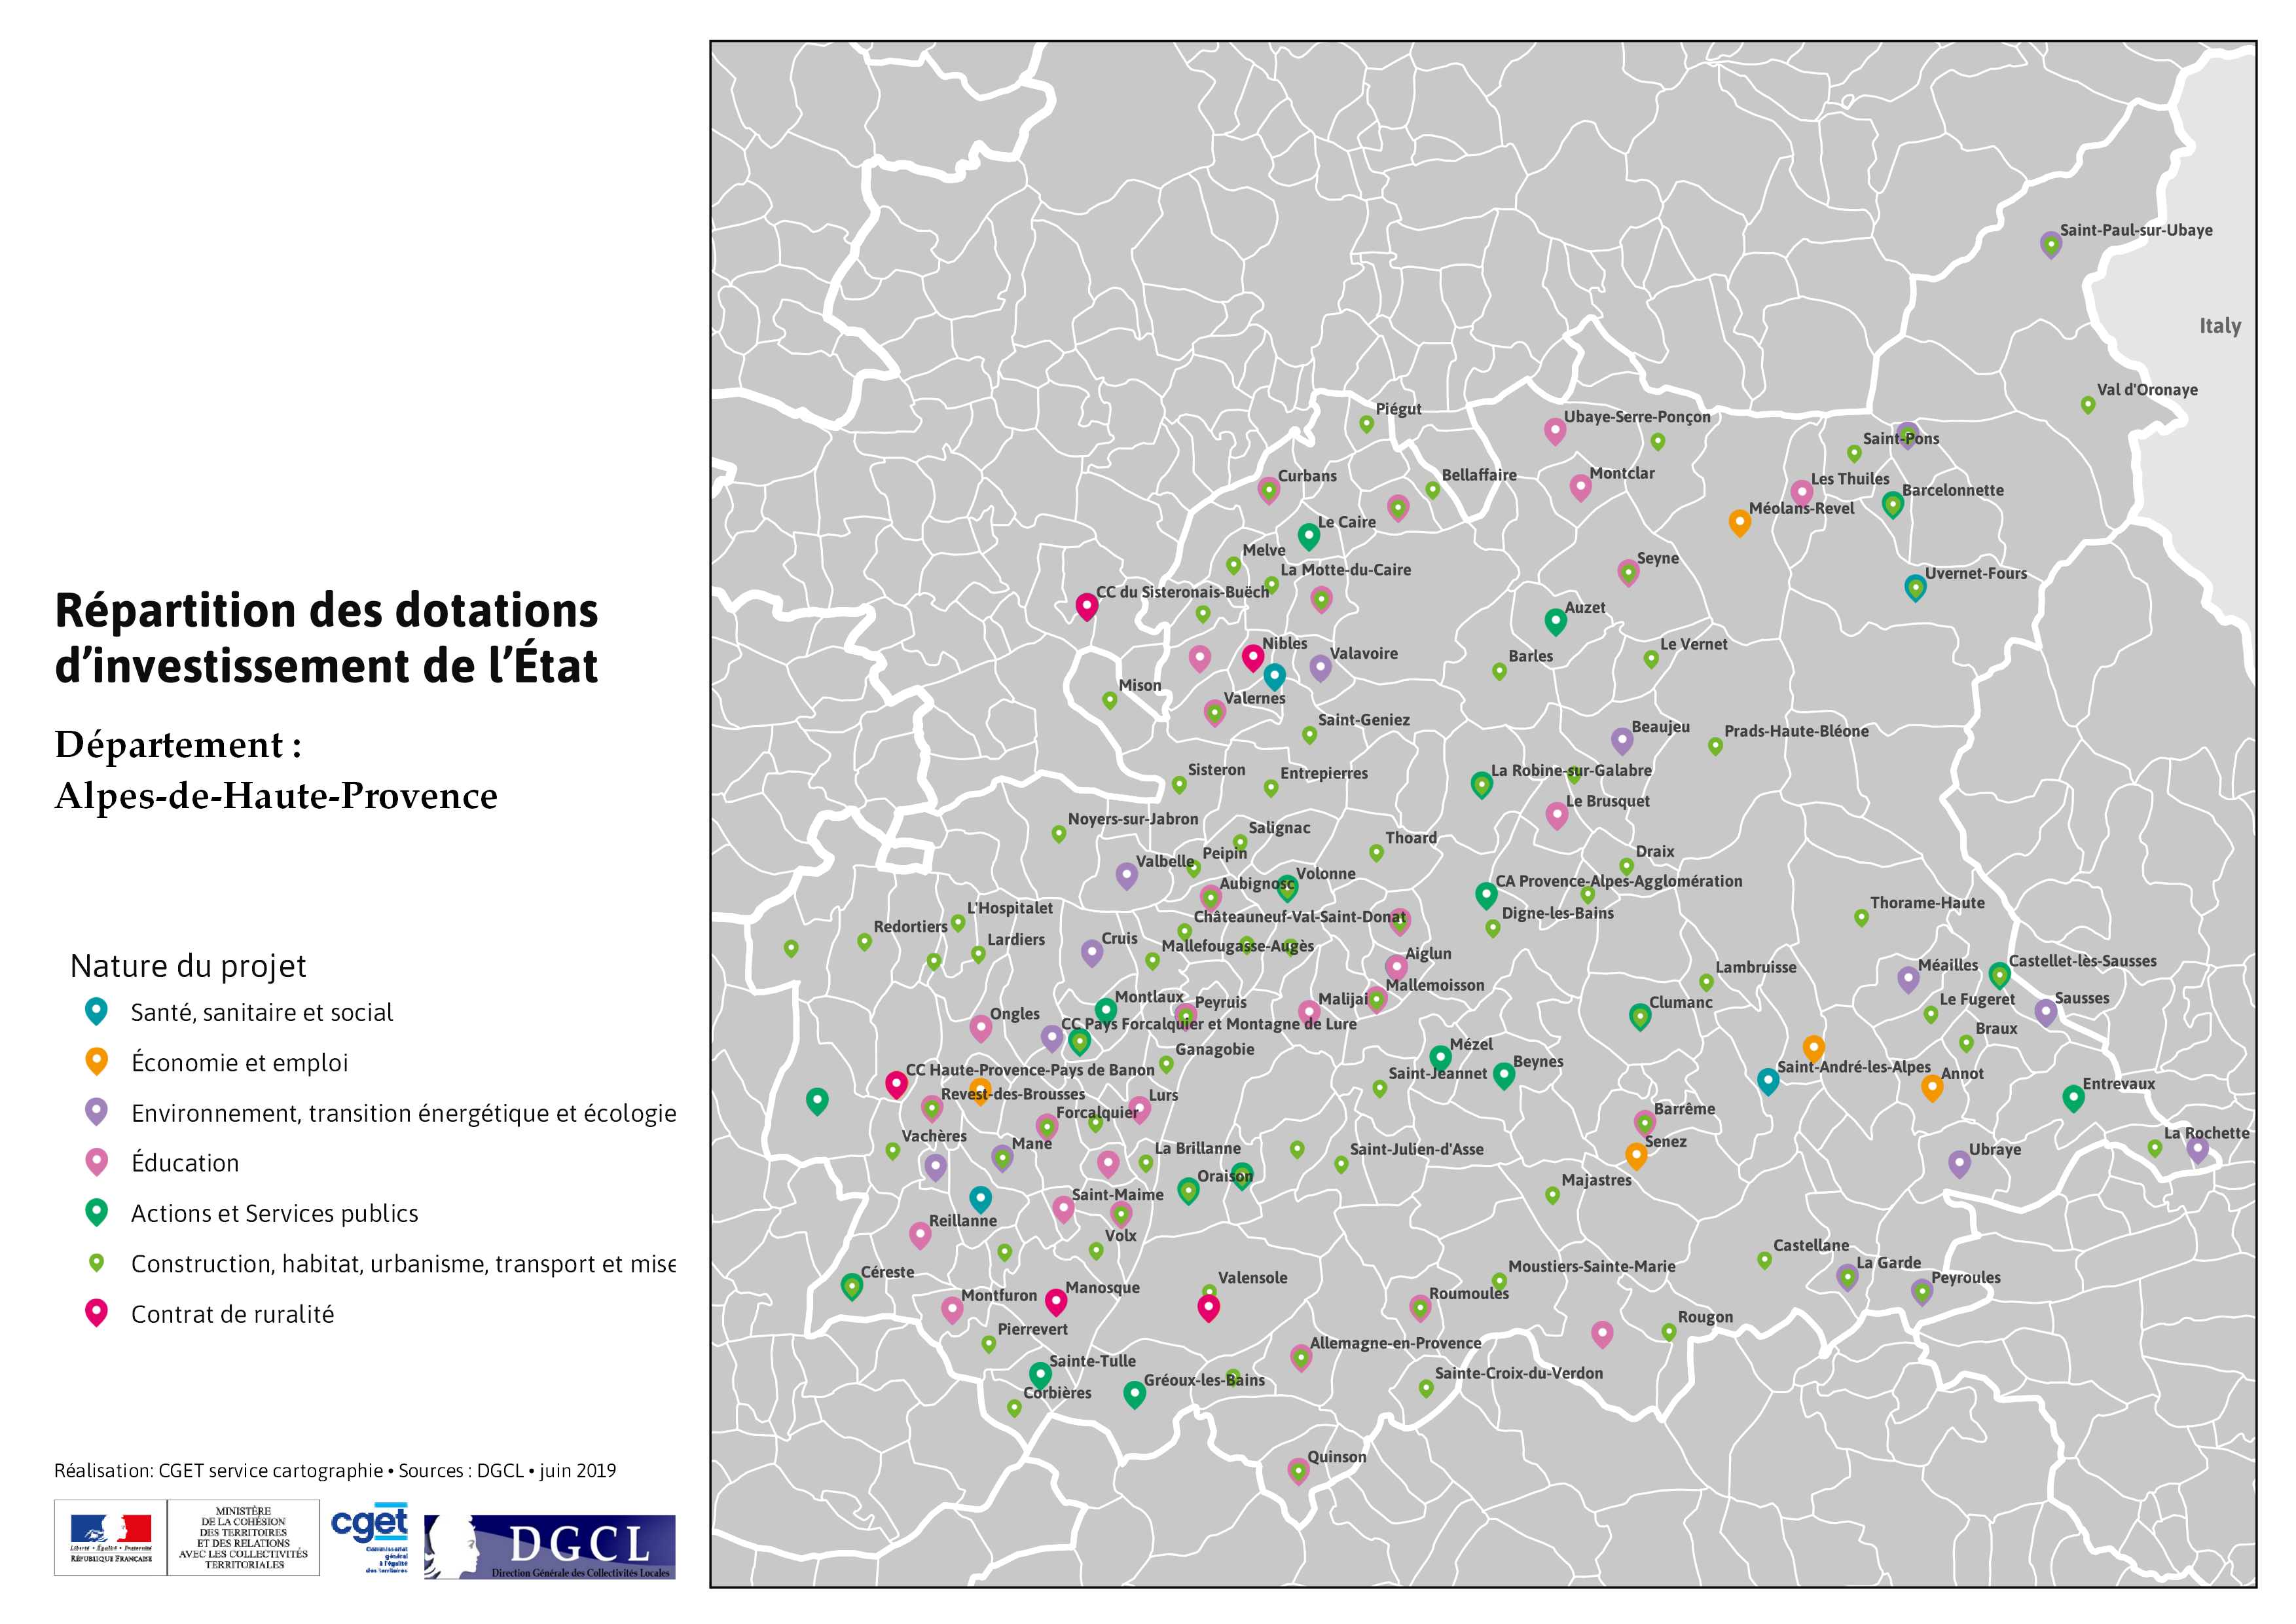 Répartition des dotations
d’investissement de l’État
Département :
Alpes-de-Haute-Provence
Nature du projet
Santé, sanitaire et social
Économie et emploi
Environnement, transition énergétique et écologie
Éducation
Actions et Services publics
Construction, habitat, urbanisme, transport et mise
Contrat de ruralité
Réalisation: CGET service cartographie • Sources : DGCL • juin 2019
Liberté • Égalité • Fraternité
RÉPUBLIQUE FRANÇAISE
MINISTÈRE
DE LA COHÉSION
DES TERRITOIRES
ET DES RELATIONS
AVEC LES COLLECTIVITÉS
TERRITORIALES
cget
Commissariat
général
à l'égalité
des territoires
DGCL
Direction Générale des Collectivités Locales
Saint-Paul-sur-Ubaye
Italy
Val d'Oronaye
Piégut
Ubaye-Serre-Ponçon
Saint-Pons
Curbans
Bellaffaire
Montclar
Les Thuiles
Barcelonnette
Méolans-Revel
Le Caire
Melve
La Motte-du-Caire
Seyne
Uvernet-Fours
CC du Sisteronais-Buëch
Auzet
Nibles
Valavoire
Barles
Le Vernet
Mison
Valernes
Saint-Geniez
Beaujeu
Prads-Haute-Bléone
Sisteron
Entrepierres
La Robine-sur-Galabre
Le Brusquet
Noyers-sur-Jabron
Salignac
Thoard
Peipin
Valbelle
Draix
Aubignosc
Volonne
CA Provence-Alpes-Agglomération
L'Hospitalet
Châteauneuf-Val-Saint-Donat
Digne-les-Bains
Thorame-Haute
Redortiers
Lardiers
Cruis
Mallefougasse-Augès
Aiglun
Lambruisse
Méailles
Castellet-lès-Sausses
Mallemoisson
Montlaux
Peyruis
Malijai
Clumanc
Le Fugeret
Sausses
Ongles
CC Pays Forcalquier et Montagne de Lure
Braux
Ganagobie
Mézel
Beynes
CC Haute-Provence-Pays de Banon
Saint-Jeannet
Saint-André-les-Alpes
Annot
Entrevaux
Revest-des-Brousses
Lurs
Forcalquier
Barrême
Vachères
Mane
La Brillanne
Saint-Julien-d'Asse
Senez
La Rochette
Ubraye
Oraison
Majastres
Saint-Maime
Reillanne
Volx
Castellane
Céreste
Valensole
Moustiers-Sainte-Marie
La Garde
Peyroules
Montfuron
Manosque
Roumoules
Pierrevert
Rougon
Allemagne-en-Provence
Sainte-Tulle
Gréoux-les-Bains
Sainte-Croix-du-Verdon
Corbières
Quinson